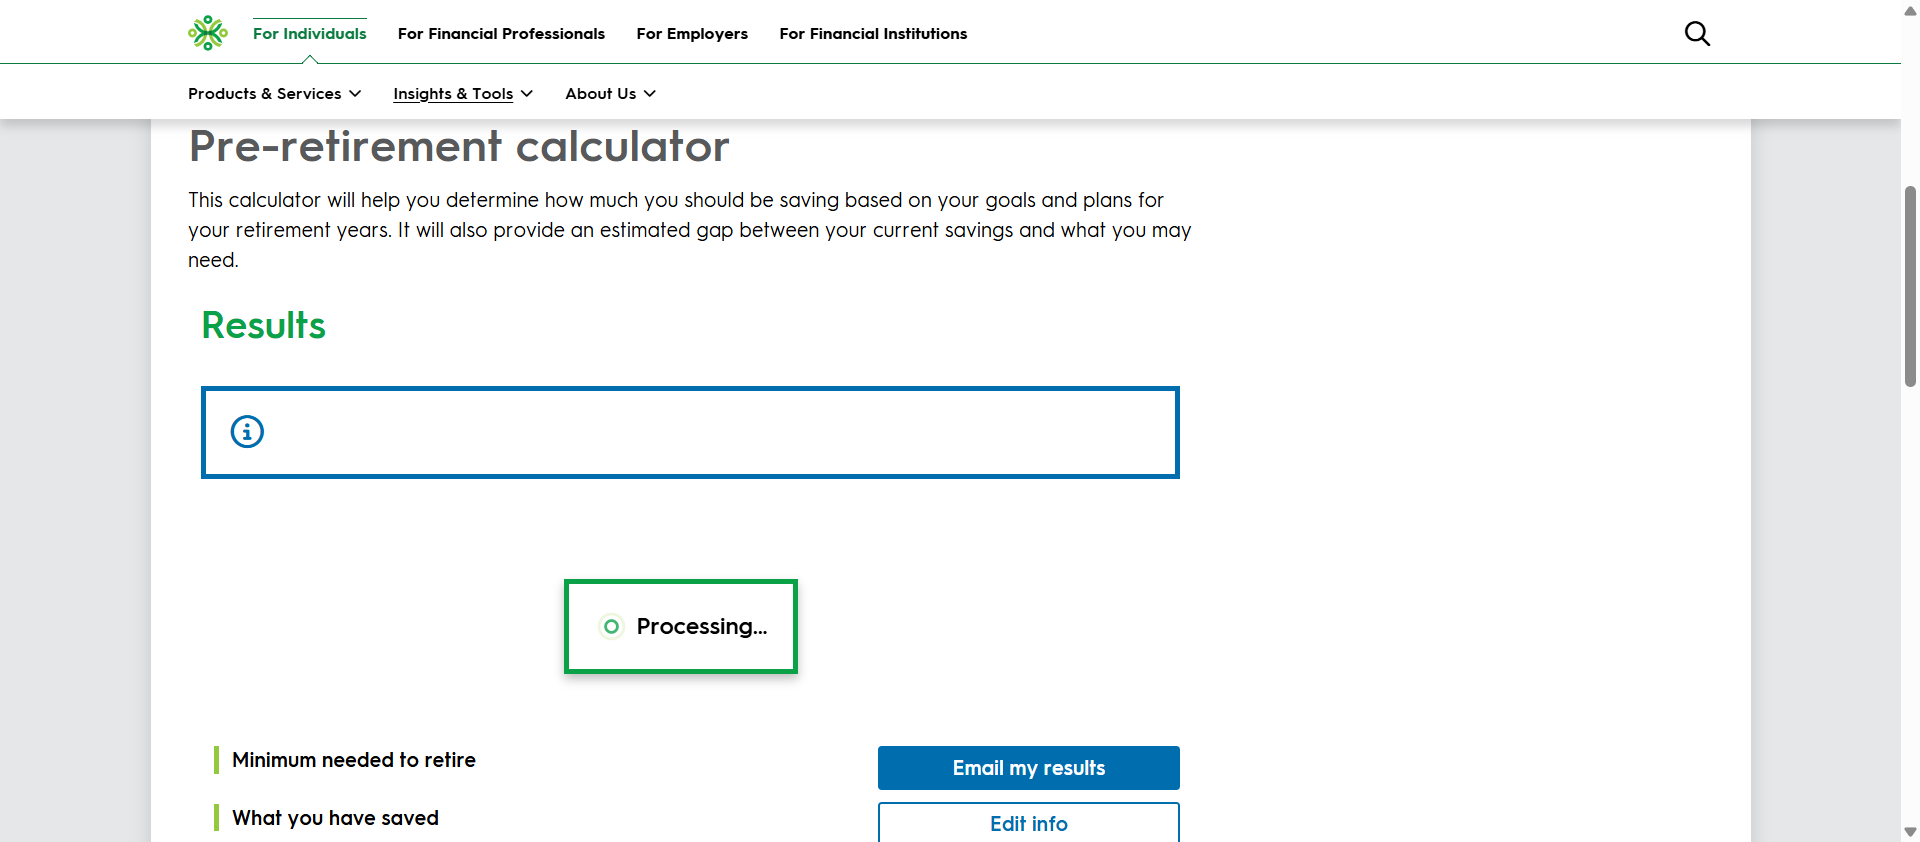 For Individuals
For Financial Professionals
For Employers
For Financial Institutions
Products & Services
Insights & Tools
About Us
Pre-retirement calculator
This calculator will help you determine how much you should be saving based on your goals and plans for
your retirement years. It will also provide an estimated gap between your current savings and what you may
need.
Results
Processing...
Minimum needed to retire
Email my results
What you have saved
Edit info